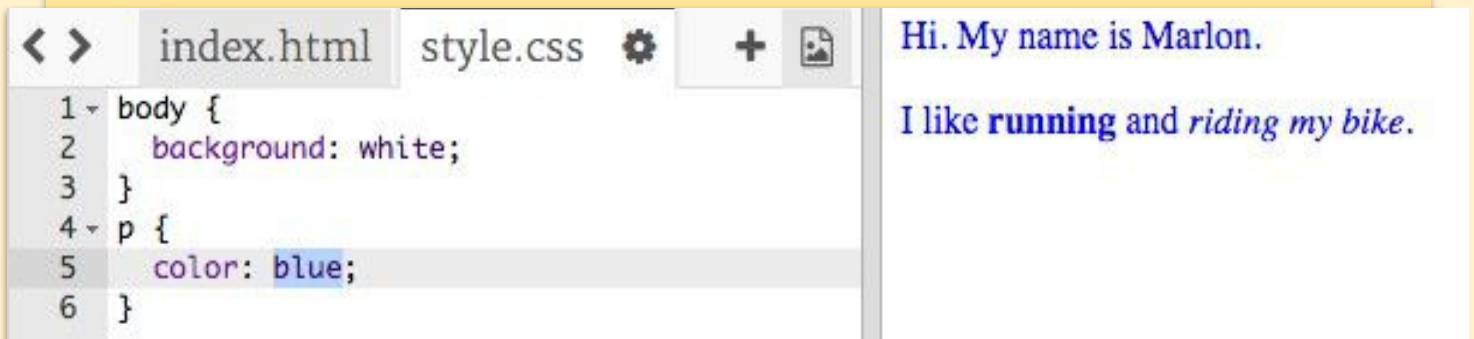 index.html style.css
1 body {
2 background: white;
3 }
4 p {
5 color: blue;
6 }
Hi. My name is Marlon.
I like running and riding my bike.